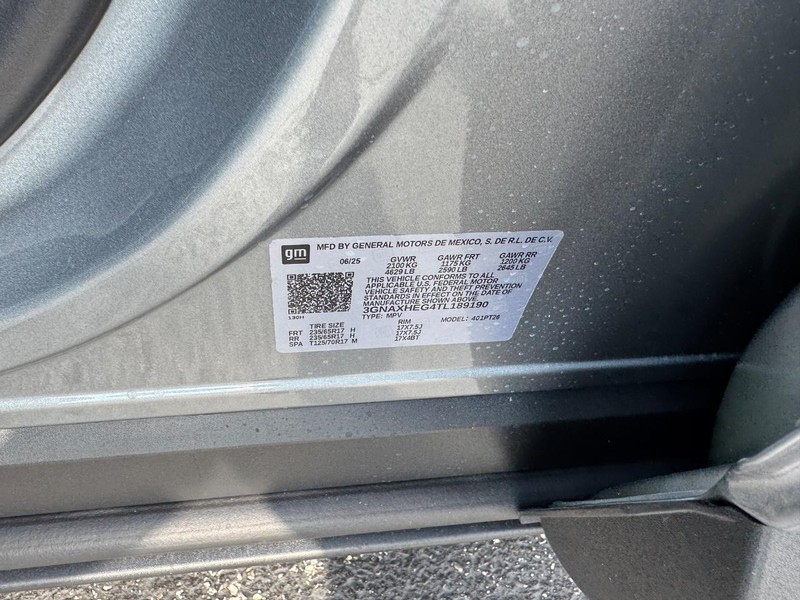 gm
MFD BY GENERAL MOTORS DE MEXICO, S. DE R.L. DE C.V.
06/25 GVWR GAWR FRT GAWR RR
2100 KG 1175 KG 1200 KG
4629 LB 2590 LB 2645 LB
THIS VEHICLE CONFORMS TO ALL
APPLICABLE U.S. FEDERAL MOTOR
VEHICLE SAFETY AND THEFT PREVENTION
STANDARDS IN EFFECT ON THE DATE OF
MANUFACTURE SHOWN ABOVE
3GNAXHEG4TL189190
TYPE: MPV MODEL: 401PT26
130H
TIRE SIZE RIM
FRT 235/65R17 H 17X7.5J
RR 235/65R17 H 17X7.5J
SPA T125/70R17 M 17X4BT